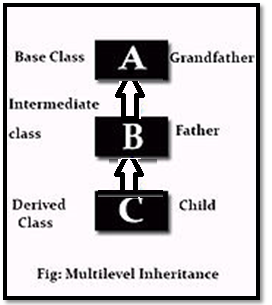 Base Class A Grandfather
Intermediate
class B Father
Derived C Child
Class
Fig: Multilevel Inheritance